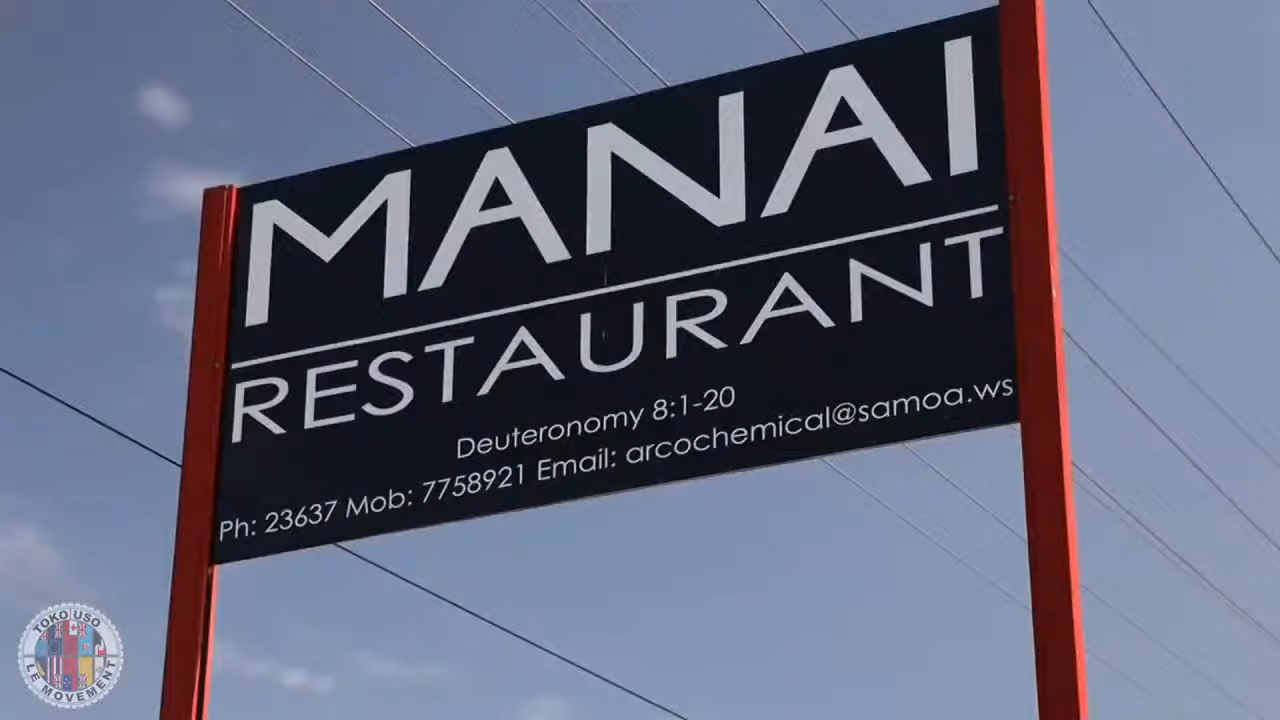 MANAI
RESTAURANT
Deuteronomy 8:1-20
Ph: 23637 Mob: 7758921 Email: arcochemical@samoa.ws
TOKO USO
LE MOVEMENT